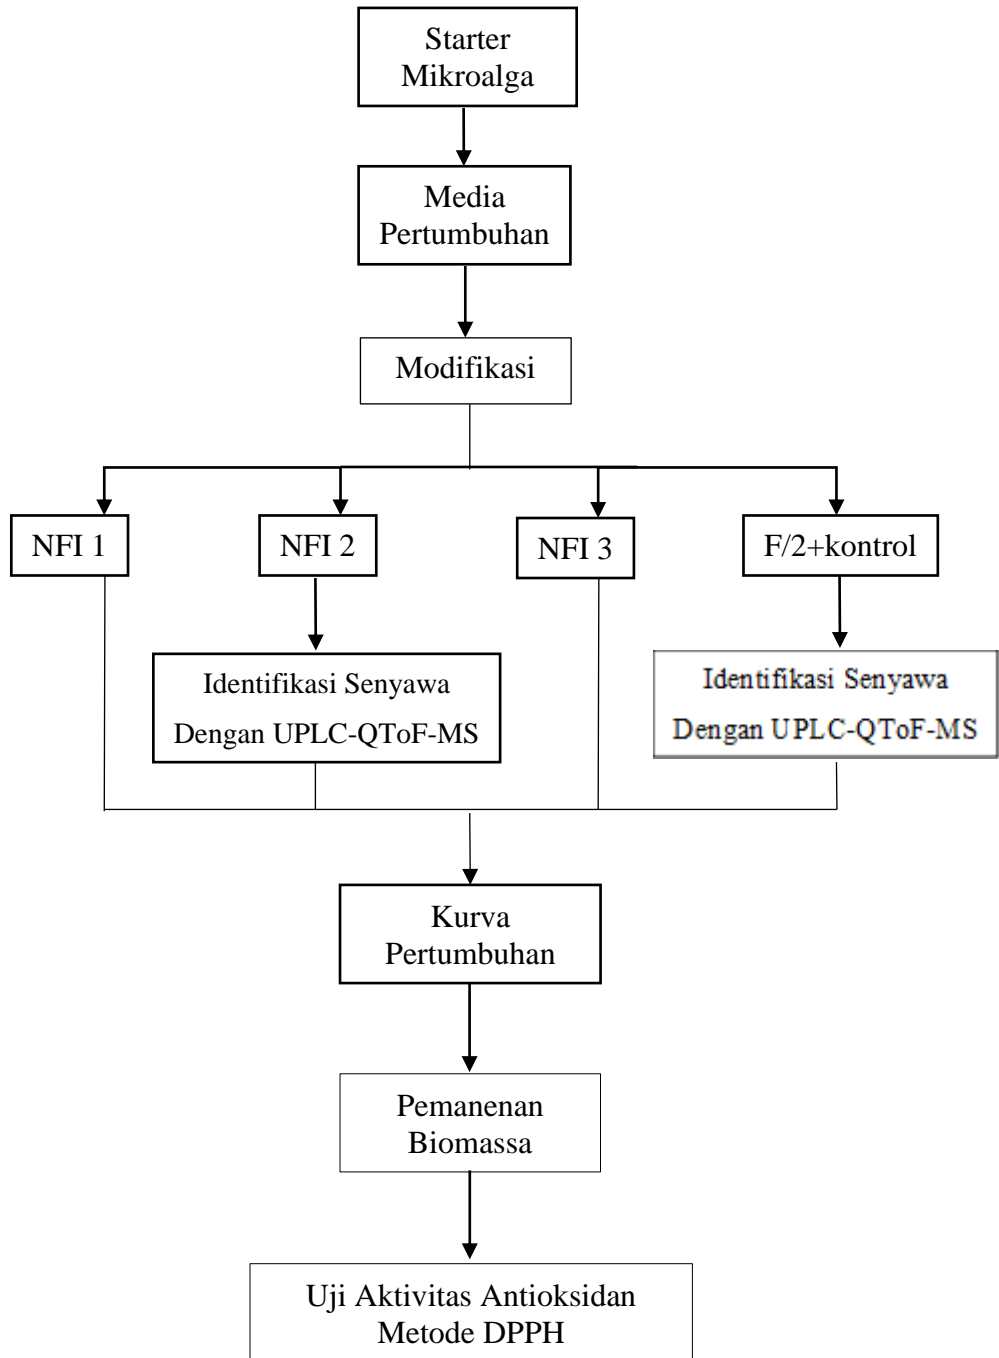 Starter
Mikroalga
Media
Pertumbuhan
Modifikasi
NFI 1
NFI 2
NFI 3
F/2+kontrol
Identifikasi Senyawa
Dengan UPLC-QToF-MS
Identifikasi Senyawa
Dengan UPLC-QToF-MS
Kurva
Pertumbuhan
Pemanenan
Biomassa
Uji Aktivitas Antioksidan
Metode DPPH